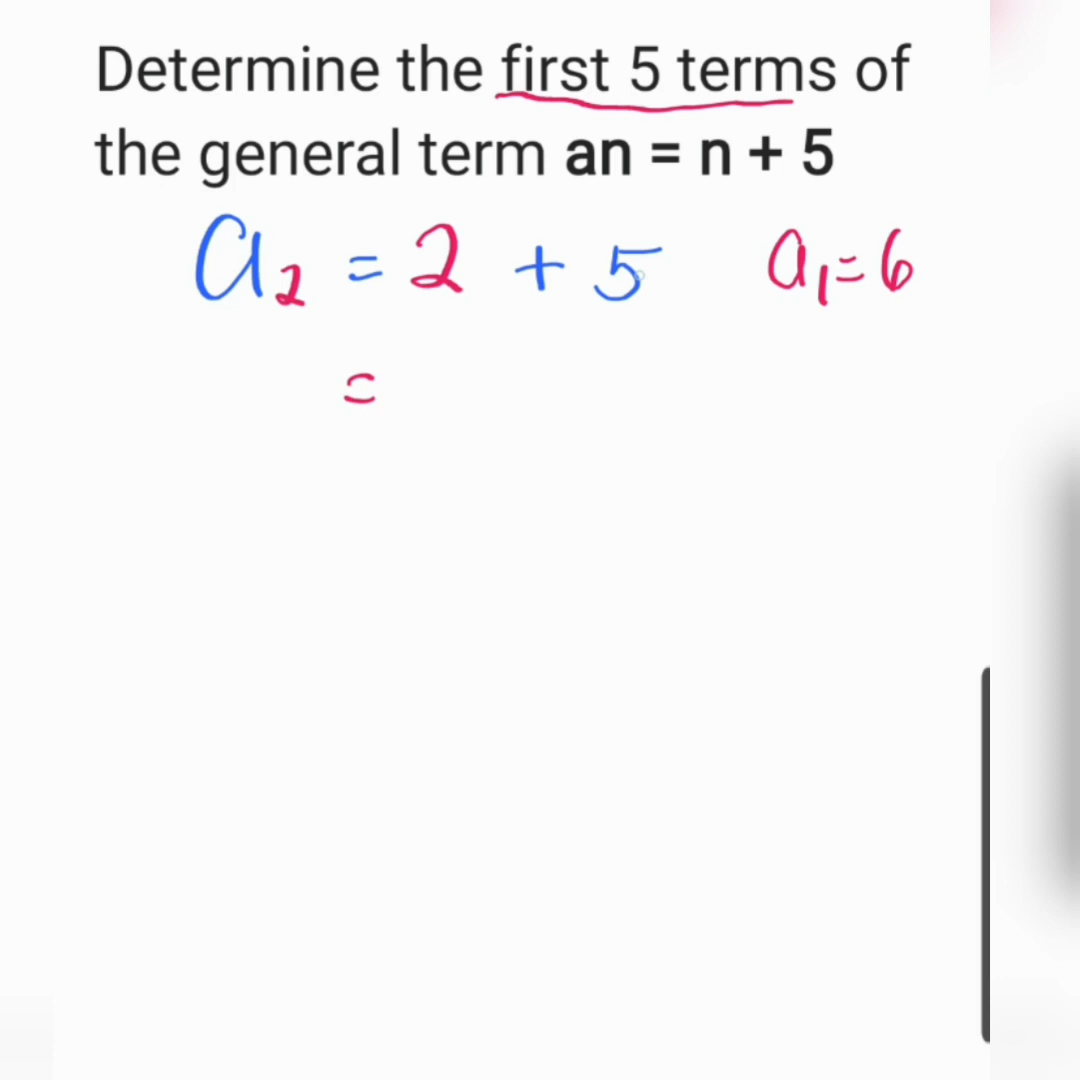 Determine the first 5 terms of
the general term an = n + 5
a₂ = 2 + 5 a₁=6
=